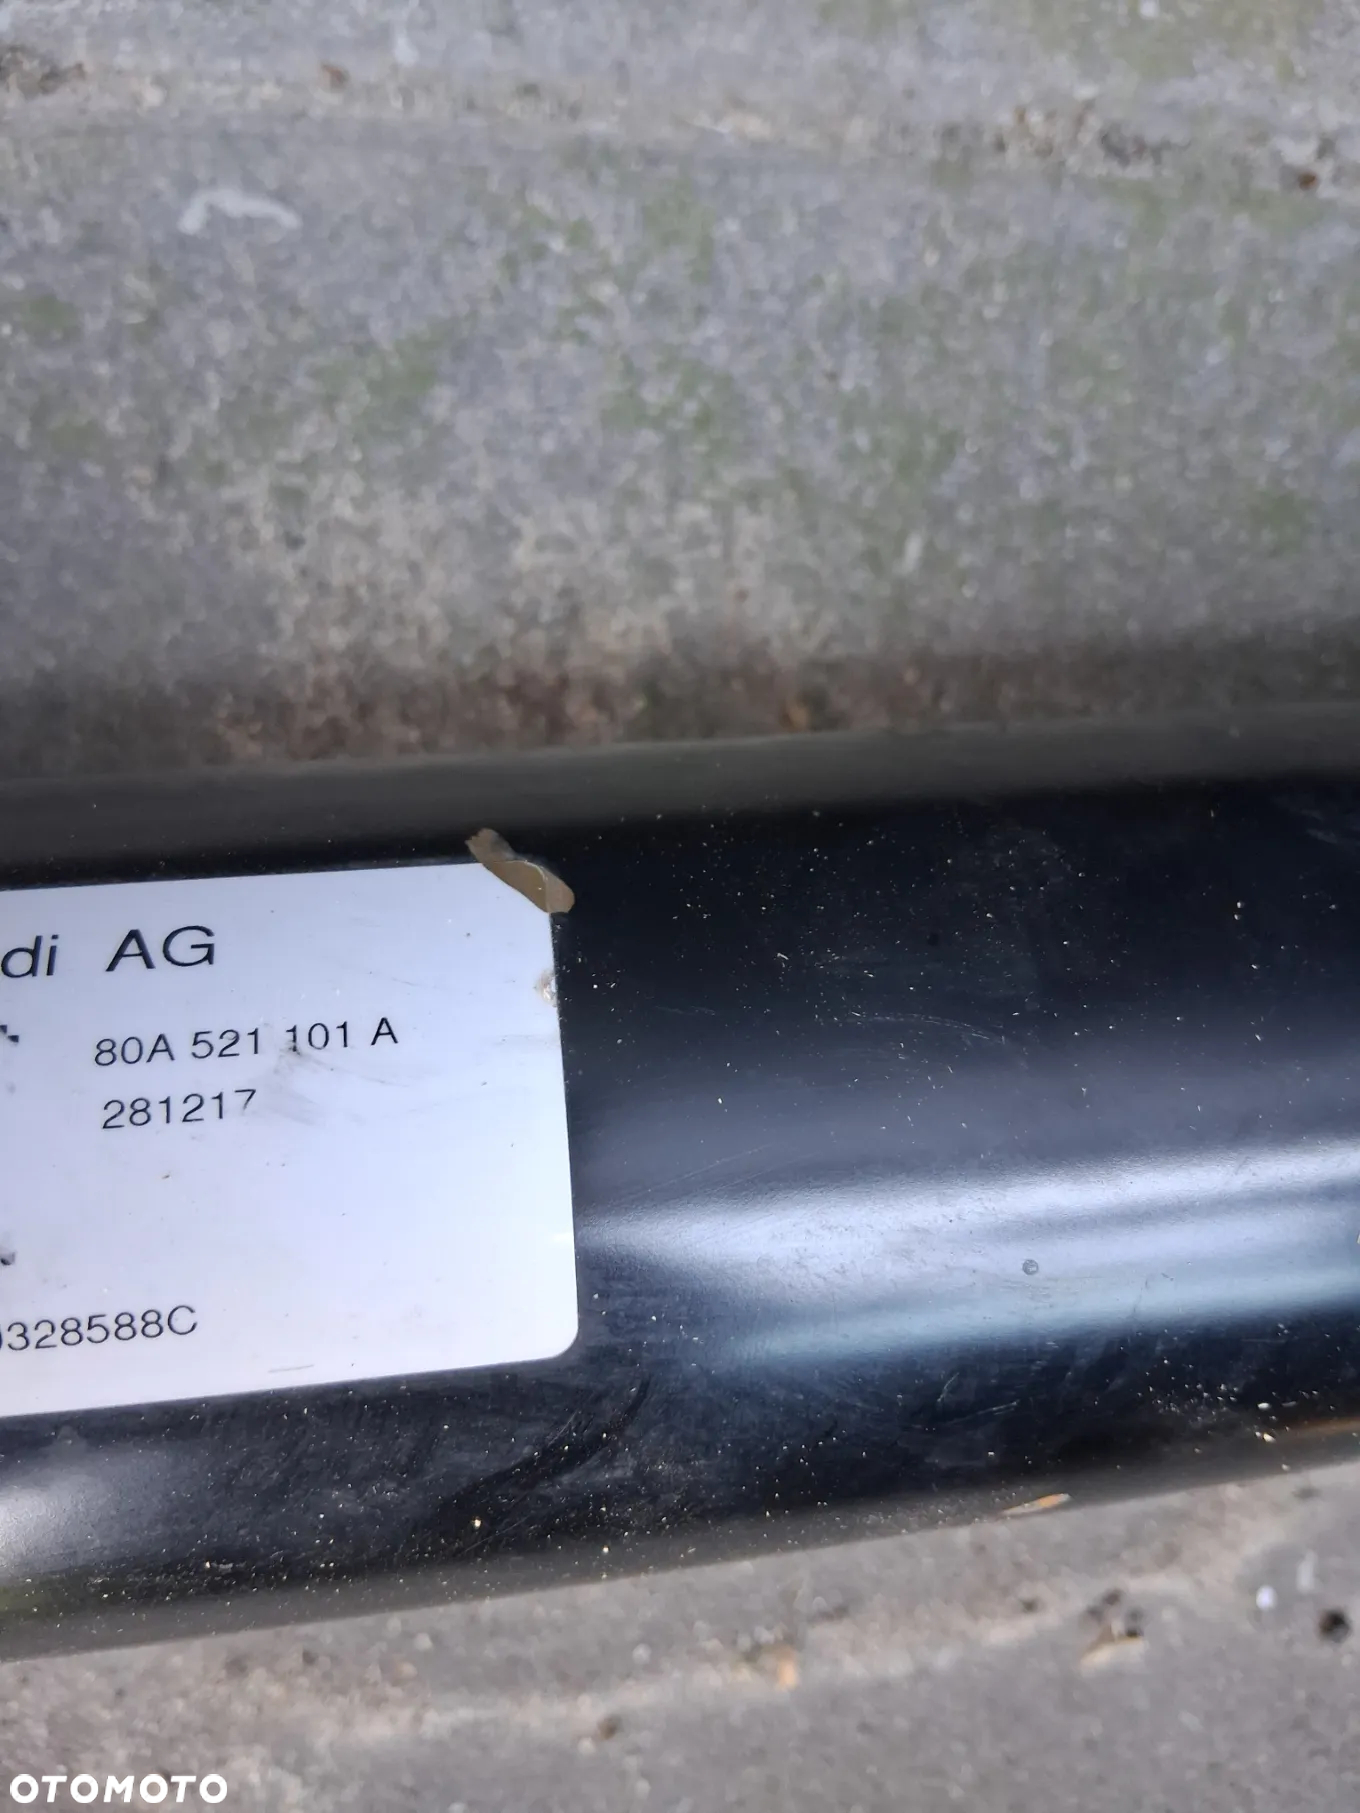 di AG
80A 521 101 A
281217
328588C
OTOMOTO